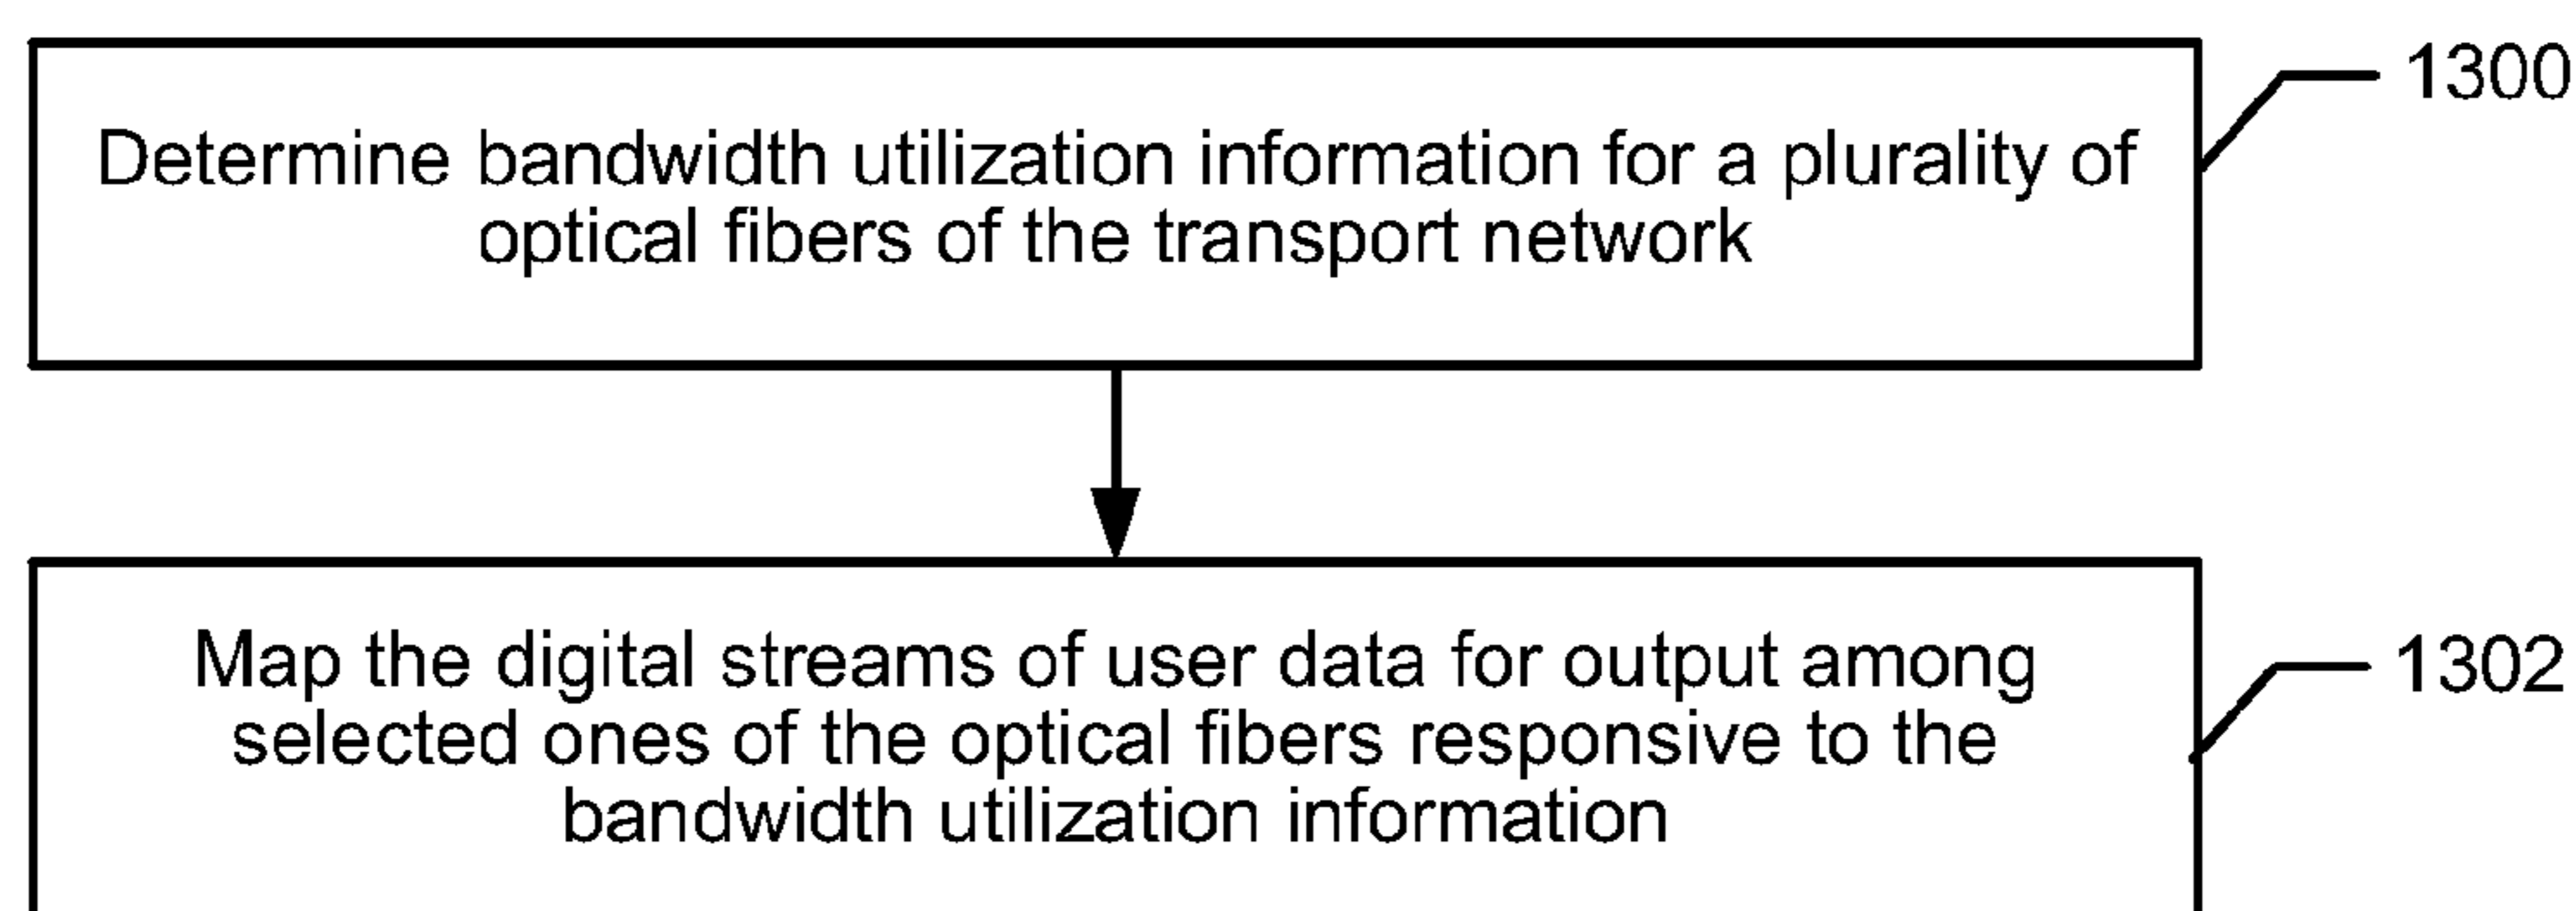 1300
Determine bandwidth utilization information for a plurality of
optical fibers of the transport network
Map the digital streams of user data for output among
selected ones of the optical fibers responsive to the
bandwidth utilization information
1302